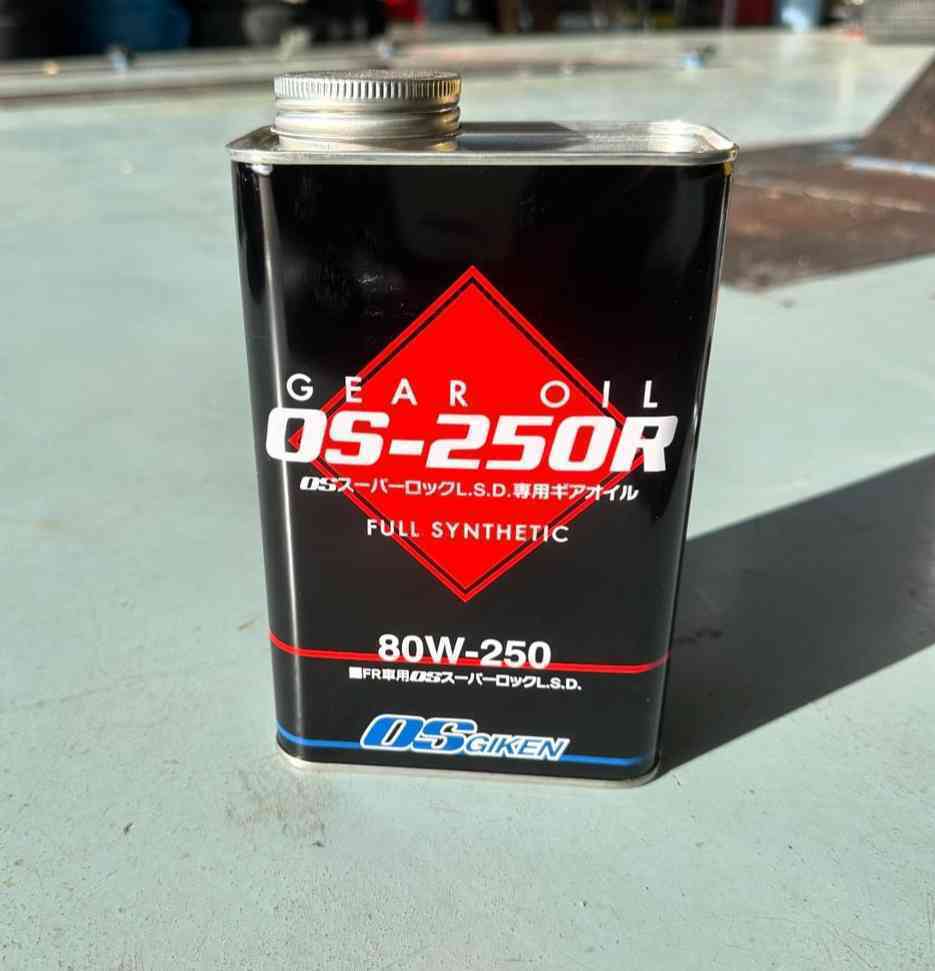 GEAR OIL
OS-250R
OSスーパーロックL.S.D.専用ギアオイル
FULL SYNTHETIC
80W-250
■FR車用OSスーパーロックL.S.D.
OS GIKEN